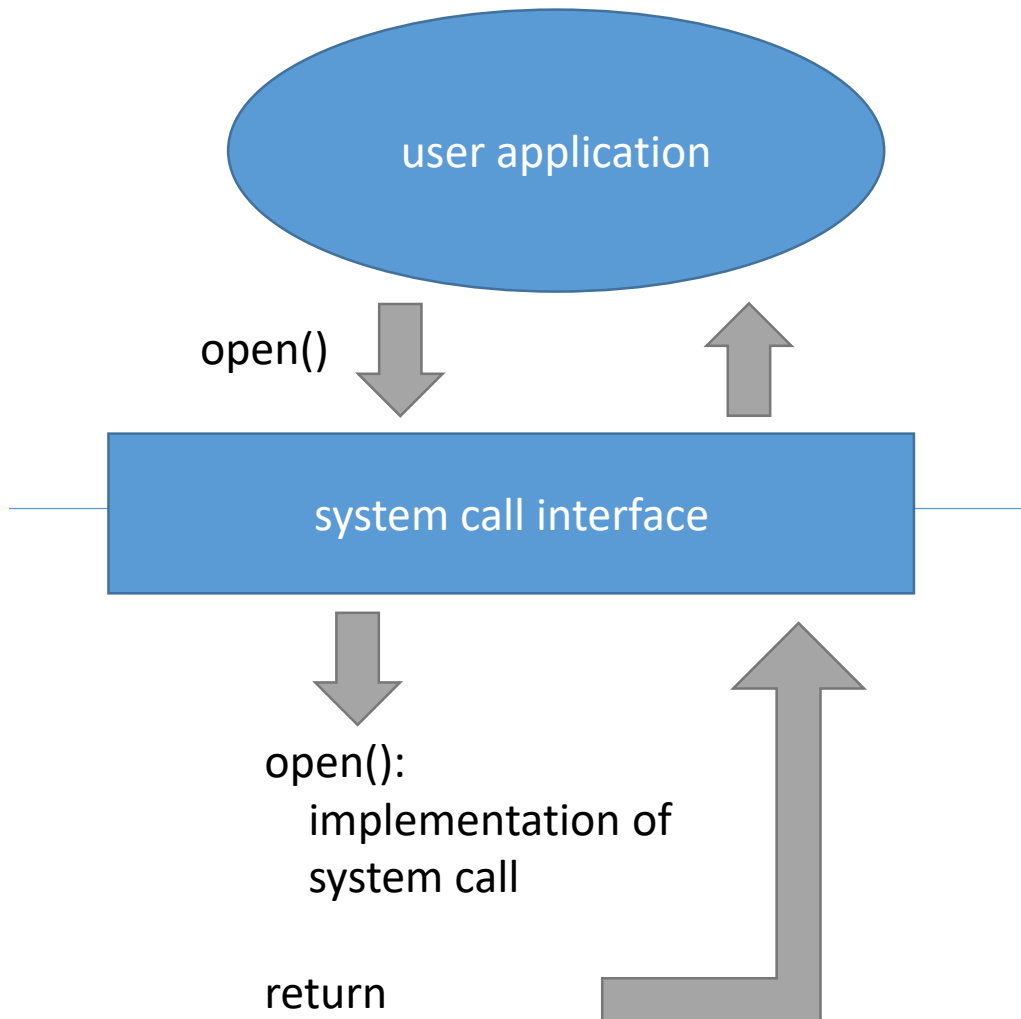 user application
open()
system call interface
open():
implementation of
system call
return